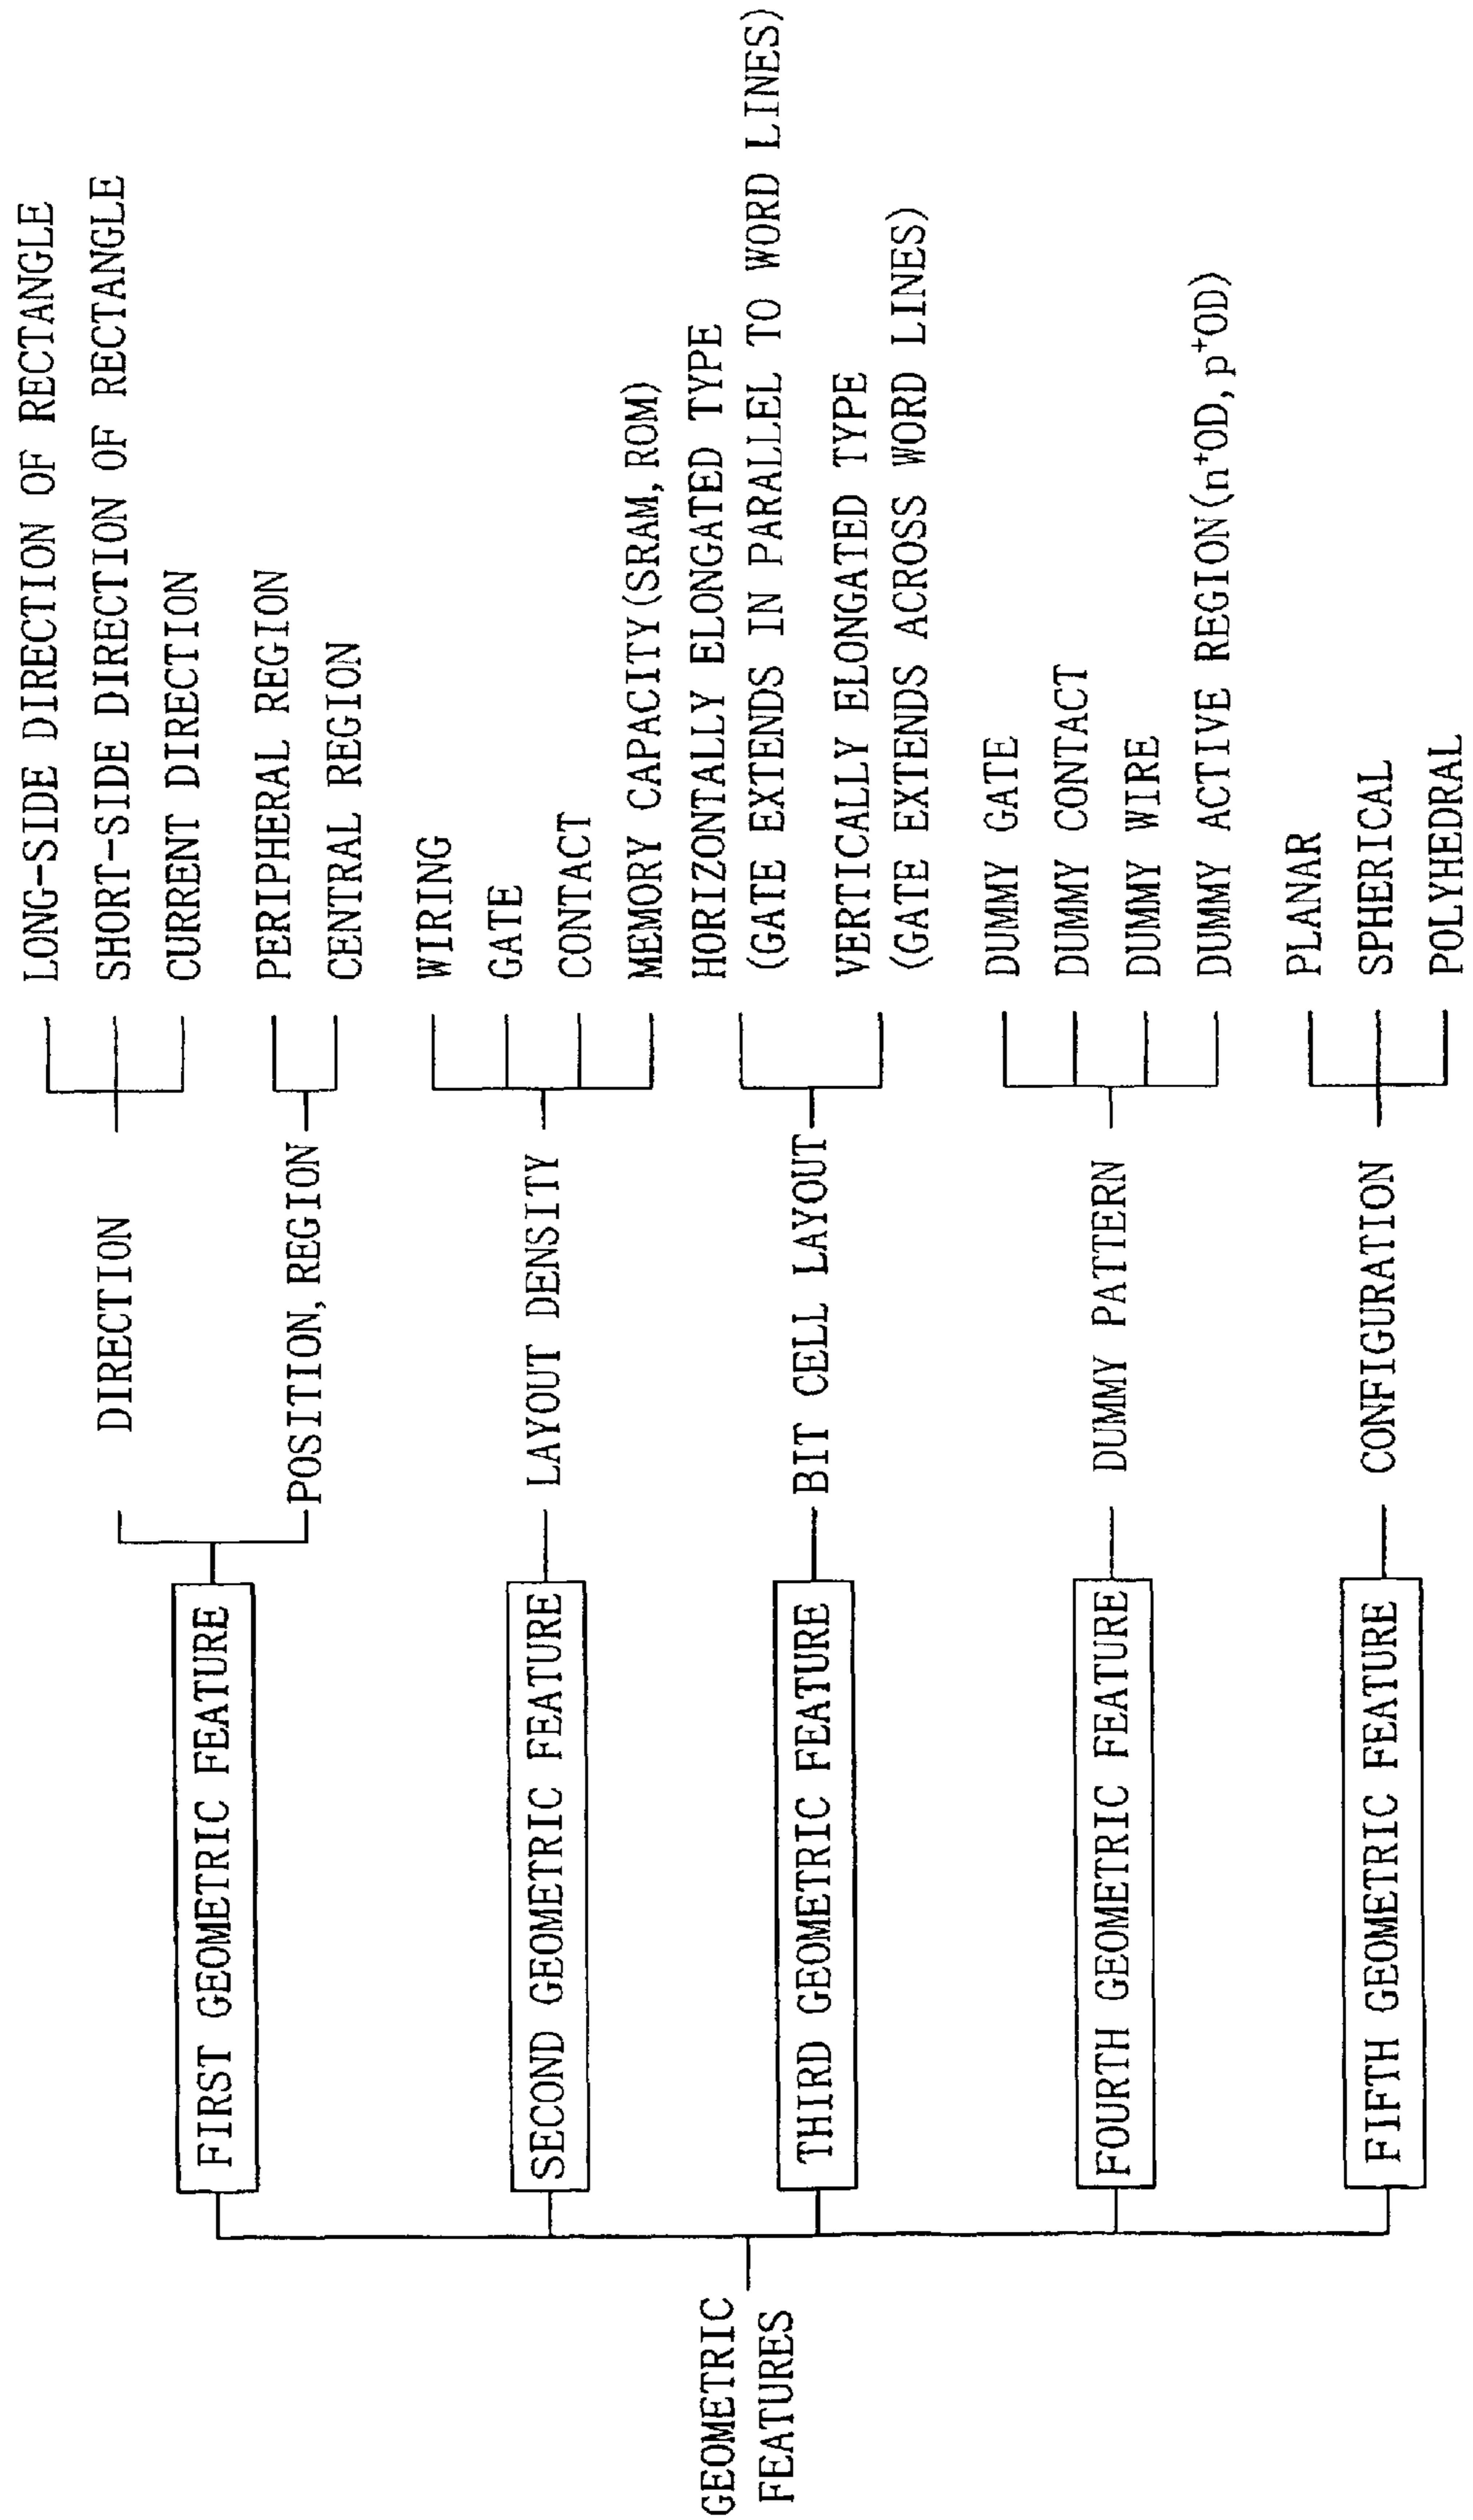 GEOMETRIC
FEATURES
FIRST GEOMETRIC FEATURE
DIRECTION
LONG-SIDE DIRECTION OF RECTANGLE
SHORT-SIDE DIRECTION OF RECTANGLE
CURRENT DIRECTION
POSITION, REGION
PERIPHERAL REGION
CENTRAL REGION
SECOND GEOMETRIC FEATURE
LAYOUT DENSITY
WIRING
GATE
CONTACT
MEMORY CAPACITY(SRAM, ROM)
THIRD GEOMETRIC FEATURE
BIT CELL LAYOUT
HORIZONTALLY ELONGATED TYPE
(GATE EXTENDS IN PARALLEL TO WORD LINES)
VERTICALLY ELONGATED TYPE
(GATE EXTENDS ACROSS WORD LINES)
FOURTH GEOMETRIC FEATURE
DUMMY PATTERN
DUMMY GATE
DUMMY CONTACT
DUMMY WIRE
DUMMY ACTIVE REGION(n⁺OD, p⁺OD)
FIFTH GEOMETRIC FEATURE
CONFIGURATION
PLANAR
SPHERICAL
POLYHEDRAL